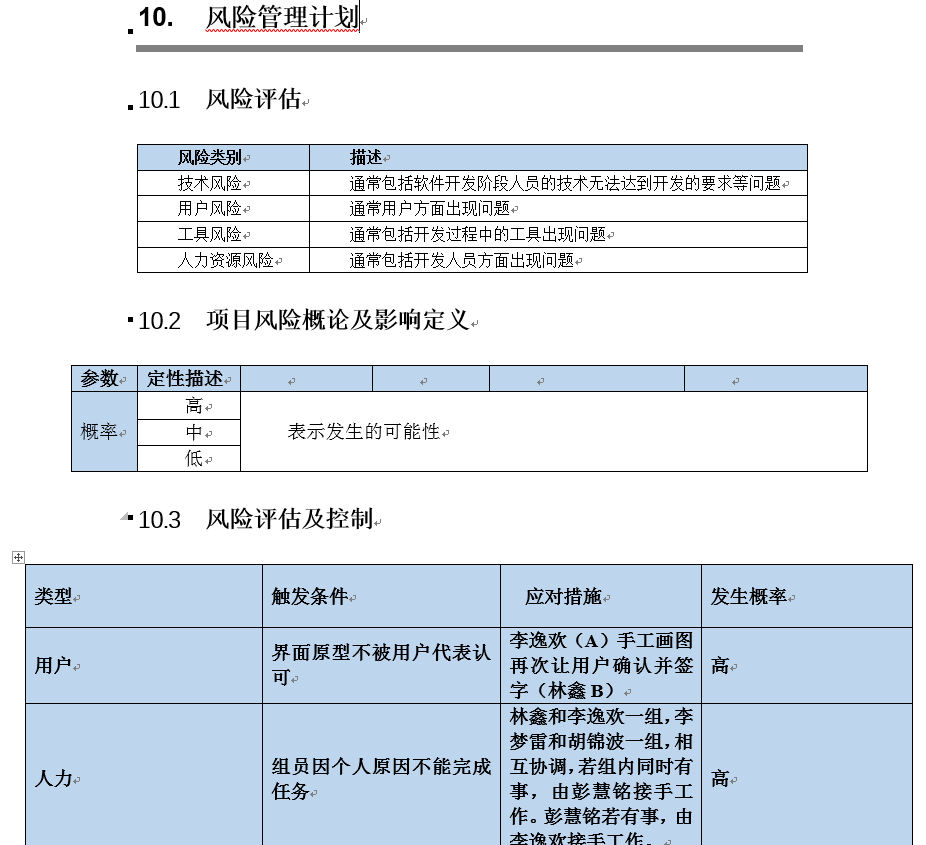 10. 风险管理计划
10.1 风险评估
风险类别 描述
技术风险 通常包括软件开发阶段人员的技术无法达到开发的要求等问题
用户风险 通常用户方面出现问题
工具风险 通常包括开发过程中的工具出现问题
人力资源风险 通常包括开发人员方面出现问题
10.2 项目风险概论及影响定义
参数 定性描述
概率
高
中
低
表示发生的可能性
10.3 风险评估及控制
类型 触发条件 应对措施 发生概率
用户
界面原型不被用户代表认
可
李逸欢（A）手工画图
再次让用户确认并签
字（林鑫 B）
高
人力
组员因个人原因不能完成
任务
林鑫和李逸欢一组，李
梦雷和胡锦波一组，相
互协调，若组内同时有
事，由彭慧铭接手工
作。彭慧铭若有事，由
李逸欢接手工作。
高